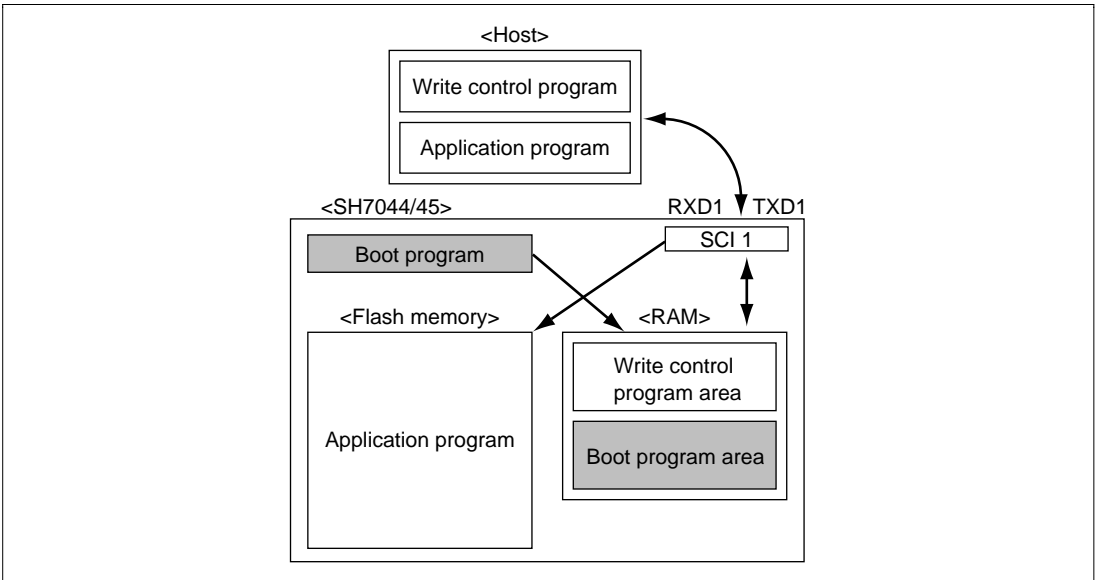 <Host>
Write control program
Application program
<SH7044/45>
RXD1
TXD1
SCI 1
Boot program
<Flash memory>
<RAM>
Write control
program area
Application program
Boot program area